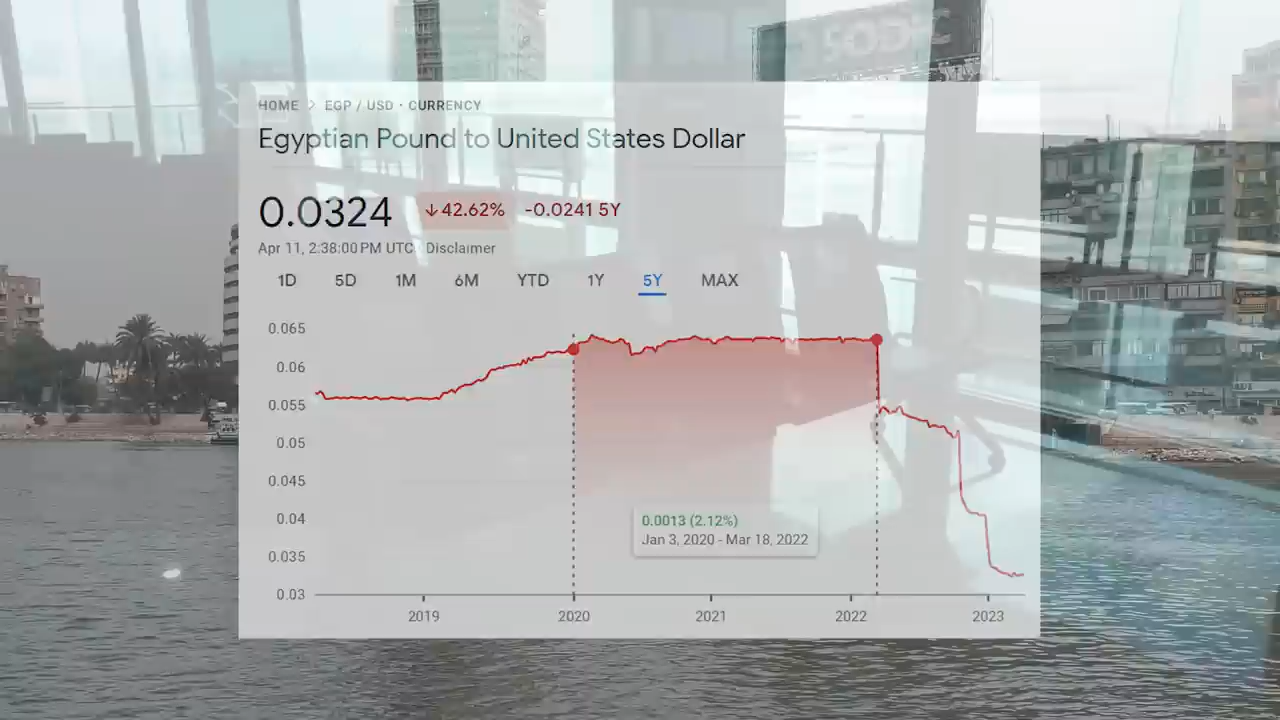 HOME > EGP / USD · CURRENCY
Egyptian Pound to United States Dollar
0.0324 ↓42.62% -0.0241 5Y
Apr 11, 2:38:00 PM UTC · Disclaimer
1D 5D 1M 6M YTD 1Y 5Y MAX
0.065
0.06
0.055
0.05
0.045
0.04
0.035
0.03
0.0013 (2.12%)
Jan 3, 2020 - Mar 18, 2022
2019 2020 2021 2022 2023